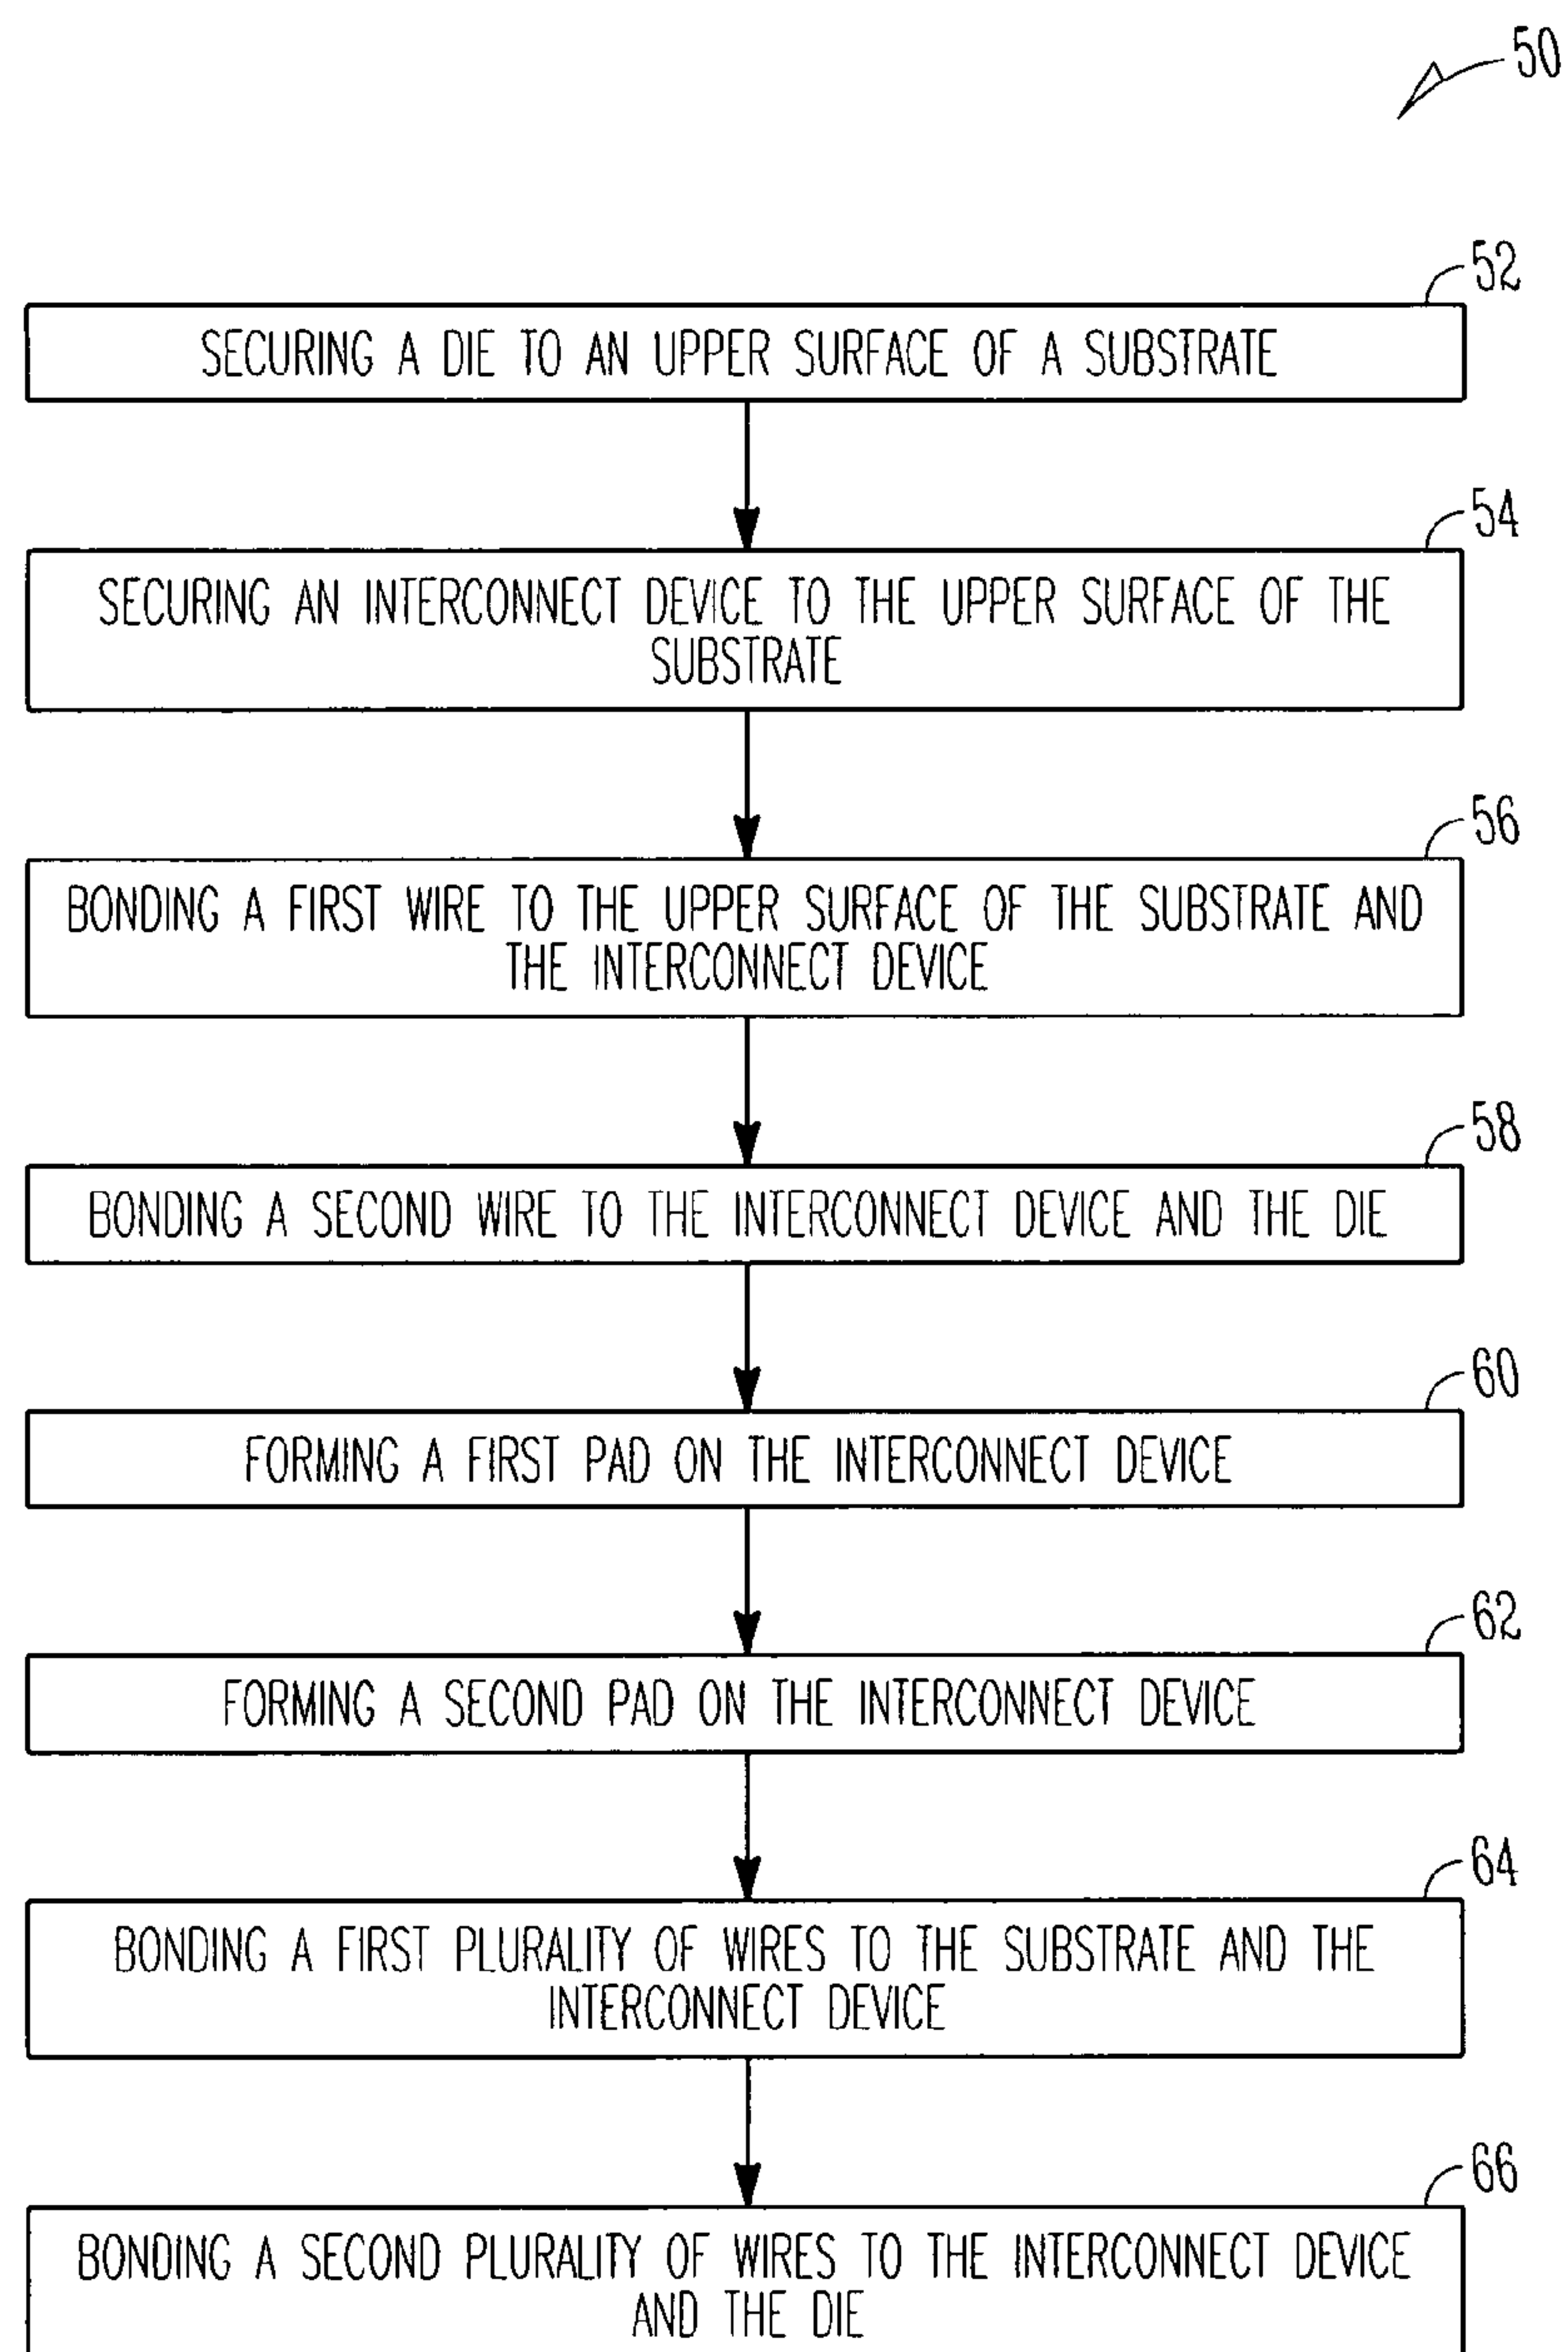 50
52
SECURING A DIE TO AN UPPER SURFACE OF A SUBSTRATE
54
SECURING AN INTERCONNECT DEVICE TO THE UPPER SURFACE OF THE
SUBSTRATE
56
BONDING A FIRST WIRE TO THE UPPER SURFACE OF THE SUBSTRATE AND
THE INTERCONNECT DEVICE
58
BONDING A SECOND WIRE TO THE INTERCONNECT DEVICE AND THE DIE
60
FORMING A FIRST PAD ON THE INTERCONNECT DEVICE
62
FORMING A SECOND PAD ON THE INTERCONNECT DEVICE
64
BONDING A FIRST PLURALITY OF WIRES TO THE SUBSTRATE AND THE
INTERCONNECT DEVICE
66
BONDING A SECOND PLURALITY OF WIRES TO THE INTERCONNECT DEVICE
AND THE DIE